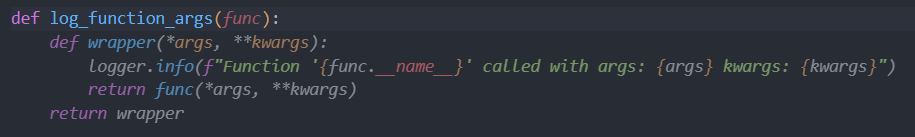 def log_function_args(func):
    def wrapper(*args, **kwargs):
        logger.info(f"Function '{func.__name__}' called with args: {args} kwargs: {kwargs}")
        return func(*args, **kwargs)
    return wrapper